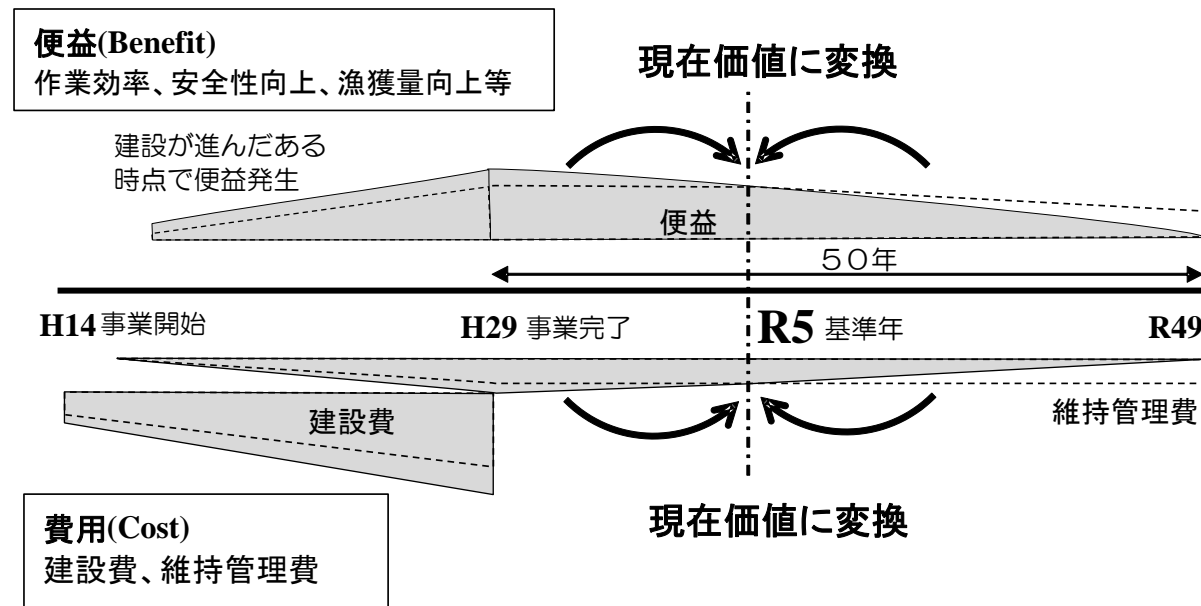 便益(Benefit)
作業効率、安全性向上、漁獲量向上等
現在価値に変換
建設が進んだある
時点で便益発生
便益
50年
H14 事業開始
H29 事業完了
R5 基準年
R49
建設費
維持管理費
費用(Cost)
建設費、維持管理費
現在価値に変換